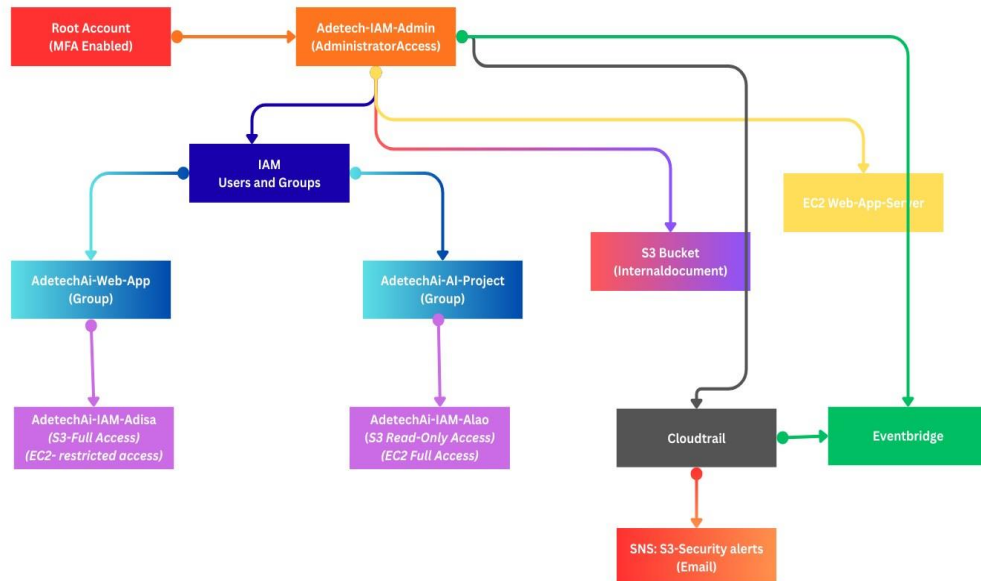 Root Account
(MFA Enabled)
Adetech-IAM-Admin
(AdministratorAccess)
IAM
Users and Groups
EC2 Web-App-Server
S3 Bucket
(Internaldocument)
AdetechAi-Web-App
(Group)
AdetechAi-AI-Project
(Group)
AdetechAi-IAM-Adisa
(S3-Full Access)
(EC2- restricted access)
AdetechAi-IAM-Alao
(S3 Read-Only Access)
(EC2 Full Access)
Cloudtrail
Eventbridge
SNS: S3-Security alerts
(Email)